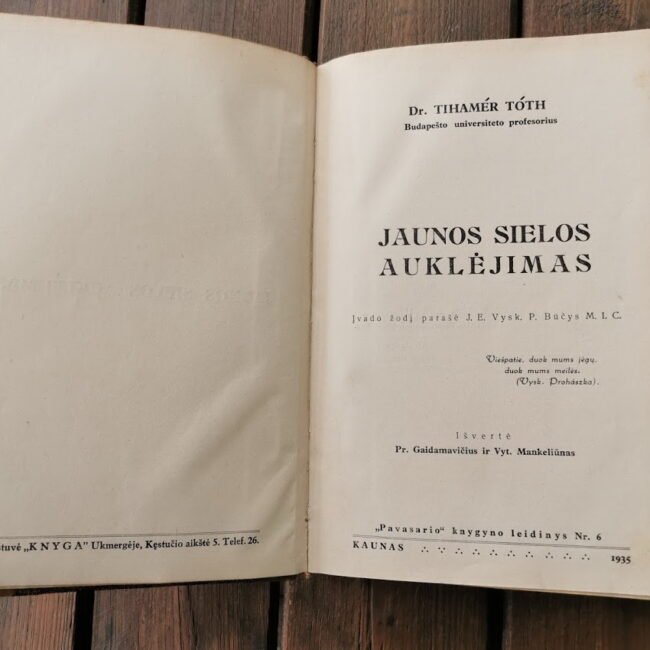 „KNYGA" Ukmergėje, Kęstučio aikštė 5. Telef. 26.
Dr. TIHAMÉR TÓTH
Budapešto universiteto profesorius
JAUNOS SIELOS
AUKLĖJIMAS
Įvado žodį parašė J. E. Vysk. P. Būčys M. I. C.
Viešpatie, duok mums jėgų,
duok mums meilės.
(Vysk. Prohászka).
Išvertė
Pr. Gaidamavičius ir Vyt. Mankeliūnas
„Pavasario" knygyno leidinys Nr. 6
KAUNAS 1935